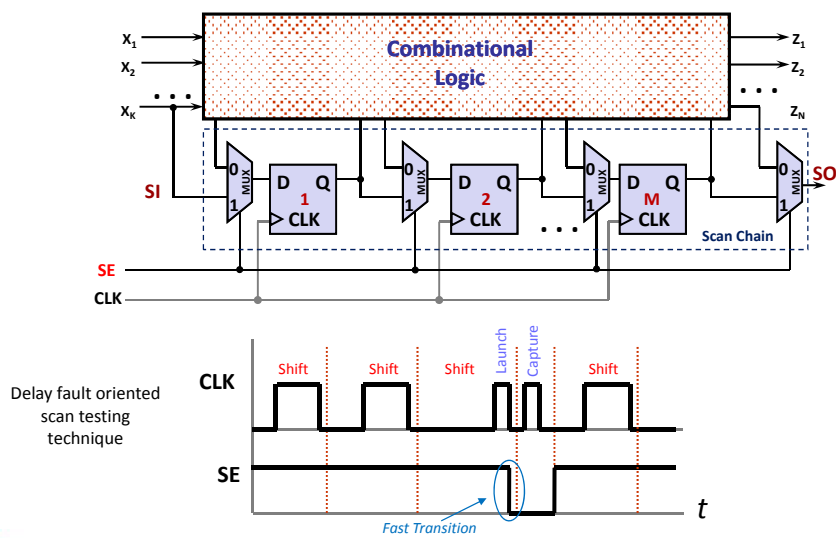 X1
X2
XK
Combinational
Logic
Z1
Z2
ZN
SI
0
1
MUX
D Q
1
CLK
0
1
MUX
D Q
2
CLK
0
1
MUX
D Q
M
CLK
0
1
MUX
SO
Scan Chain
SE
CLK
Delay fault oriented
scan testing
technique
CLK
Shift
Shift
Shift
Launch
Capture
Shift
SE
Fast Transition
t